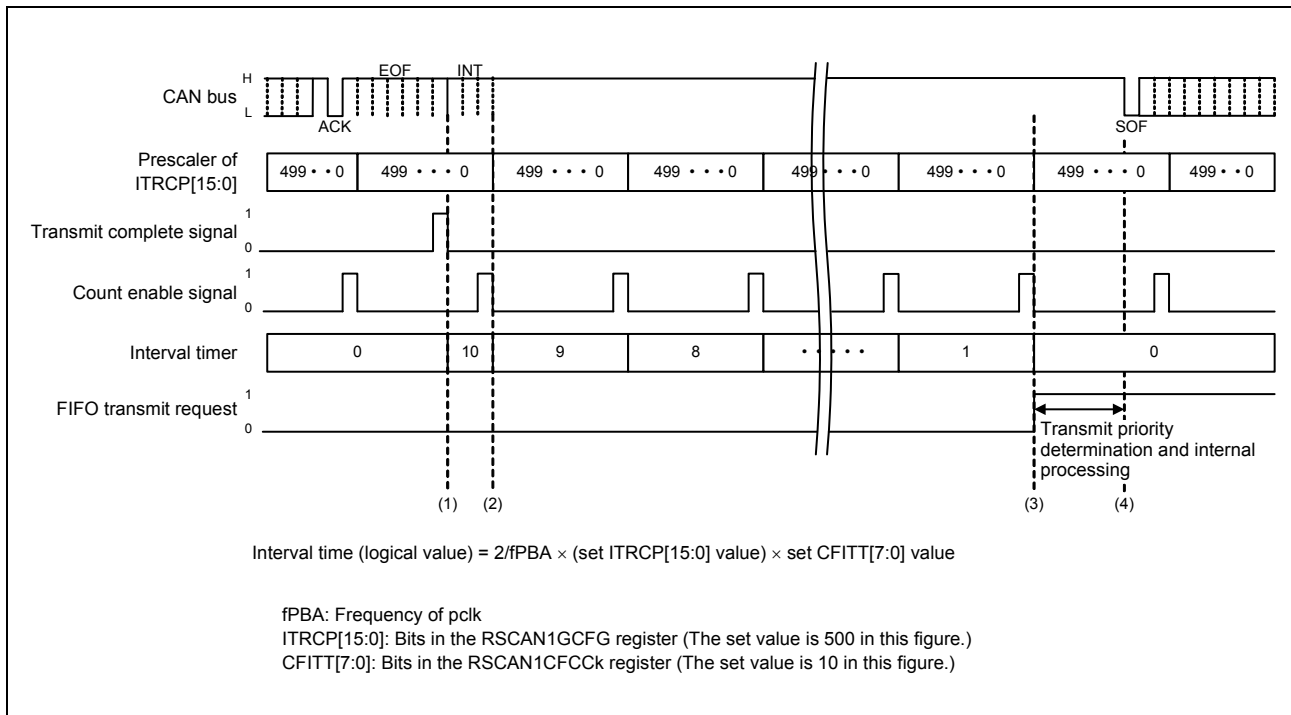 EOF INT
H
CAN bus
L
ACK SOF
Prescaler of
ITRCP[15:0]
499 • • 0 499 • • • 0 499 • • • 0 499 • • • 0 499 • • • 0 499 • • • 0 499 • • • 0 499 • • 0
1
Transmit complete signal
0
1
Count enable signal
0
Interval timer
0 10 9 8 • • • • • 1 0
1
FIFO transmit request
0
Transmit priority
determination and internal
processing
(1) (2) (3) (4)
Interval time (logical value) = 2/fPBA × (set ITRCP[15:0] value) × set CFITT[7:0] value
fPBA: Frequency of pclk
ITRCP[15:0]: Bits in the RSCAN1GCFG register (The set value is 500 in this figure.)
CFITT[7:0]: Bits in the RSCAN1CFCCk register (The set value is 10 in this figure.)